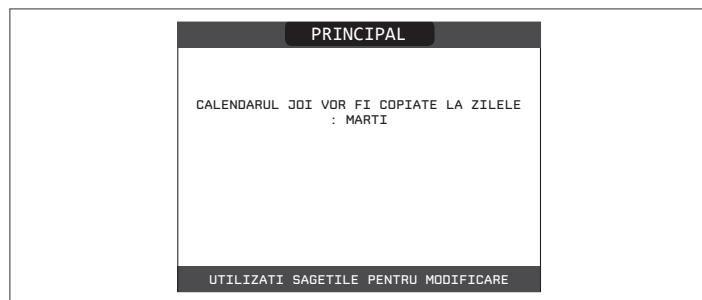 PRINCIPAL
CALENDARUL JOI VOR FI COPIATE LA ZILELE
: MARTI
UTILIZATI SAGETILE PENTRU MODIFICARE